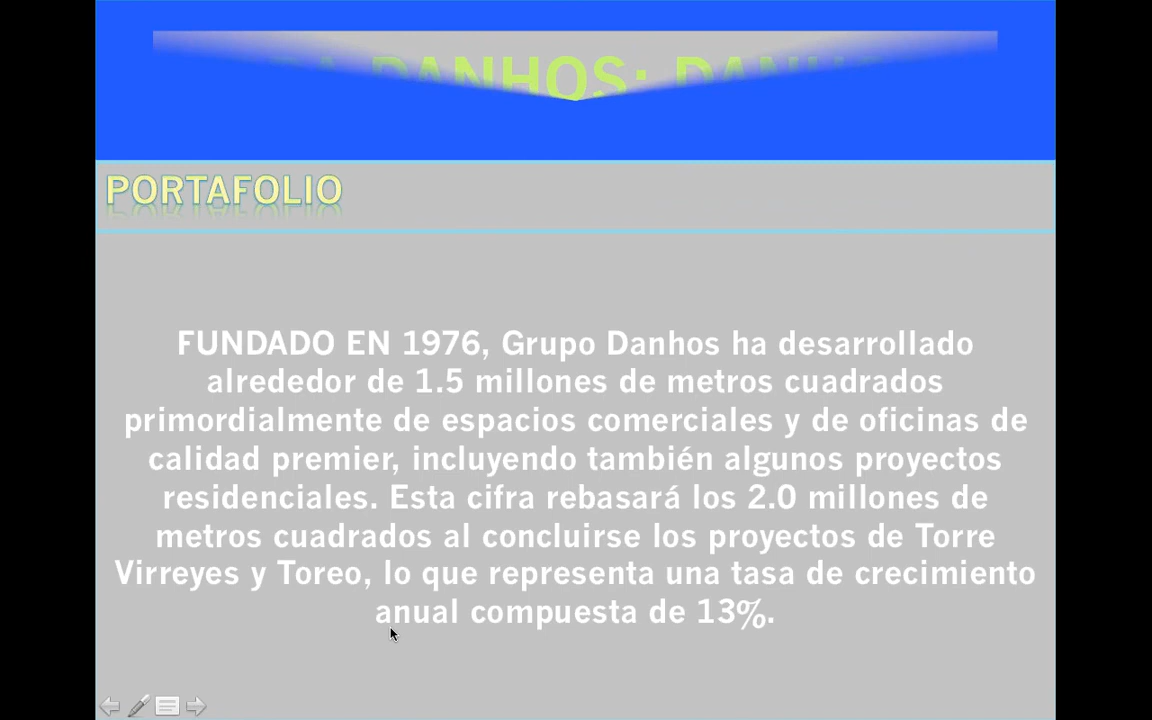 DANHOS: DANHOS
PORTAFOLIO
FUNDADO EN 1976, Grupo Danhos ha desarrollado
alrededor de 1.5 millones de metros cuadrados
primordialmente de espacios comerciales y de oficinas de
calidad premier, incluyendo también algunos proyectos
residenciales. Esta cifra rebasará los 2.0 millones de
metros cuadrados al concluirse los proyectos de Torre
Virreyes y Toreo, lo que representa una tasa de crecimiento
anual compuesta de 13%.